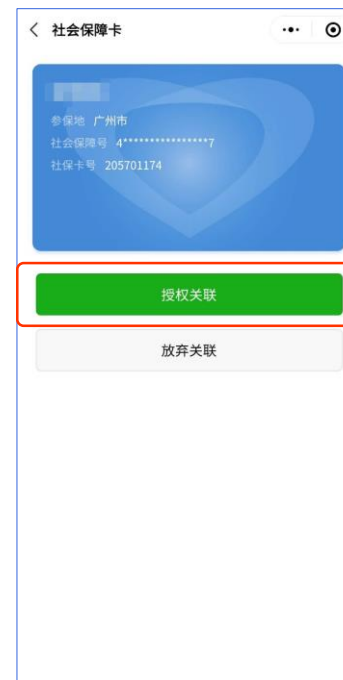 社会保障卡
参保地 广州市
社会保障号 4****************7
社保卡号 205701174
授权关联
放弃关联